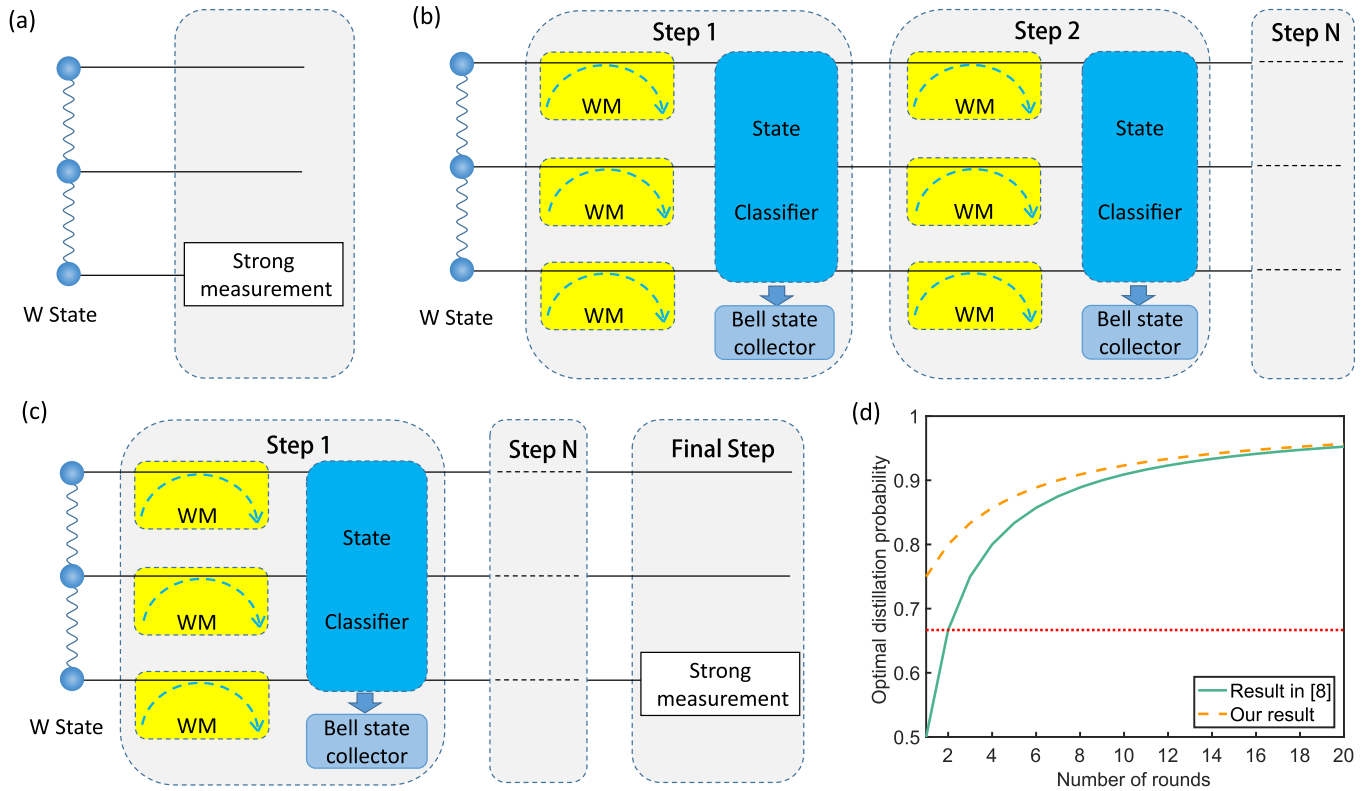 (a)
W State
Strong
measurement
(b)
W State
Step 1
WM
WM
WM
State
Classifier
Bell state
collector
Step 2
WM
WM
WM
State
Classifier
Bell state
collector
Step N
(c)
W State
Step 1
WM
WM
WM
State
Classifier
Bell state
collector
Step N
Final Step
Strong
measurement
(d)
Optimal distillation probability
1
0.9
0.8
0.7
0.6
0.5
2 4 6 8 10 12 14 16 18 20
Number of rounds
Result in [8]
Our result